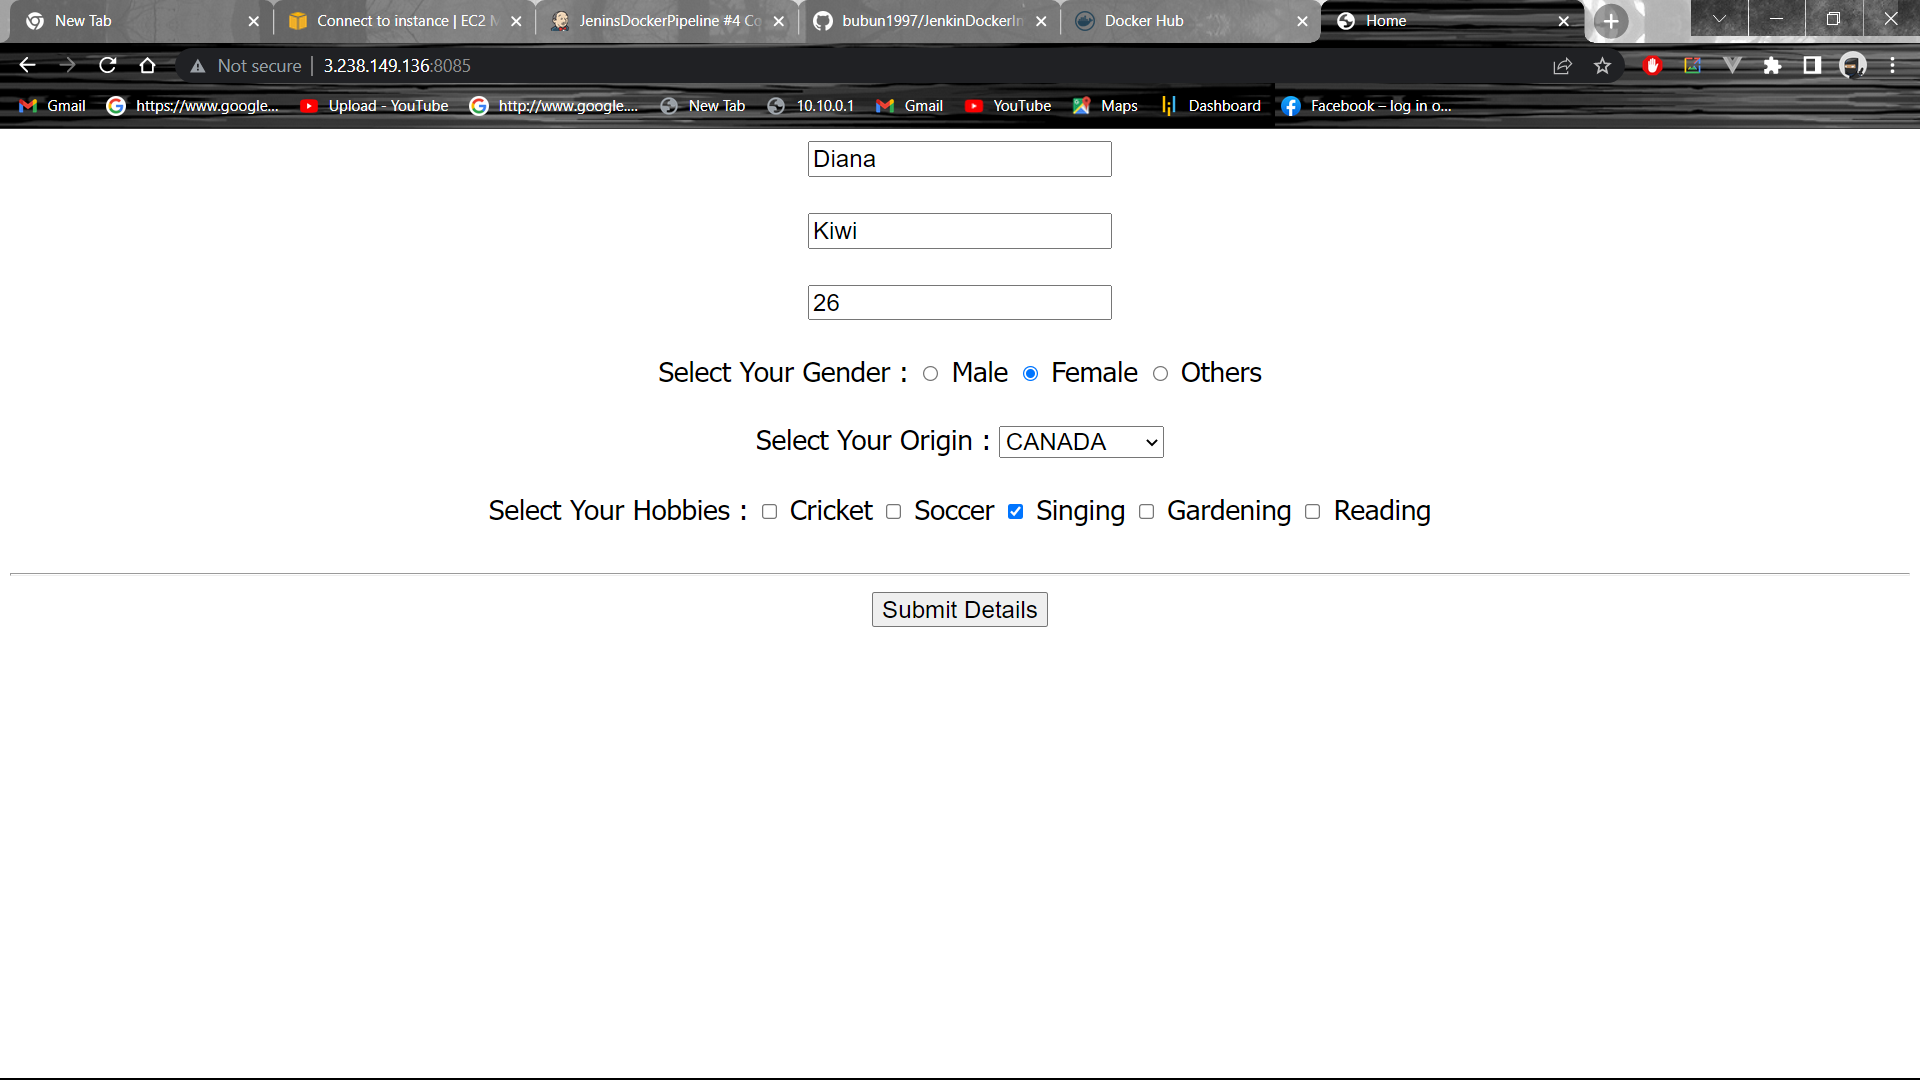 New Tab
Connect to instance | EC2 M
JeninsDockerPipeline #4 Co
bubun1997/JenkinDockerIn
Docker Hub
Home
Not secure | 3.238.149.136:8085
Gmail https://www.google... Upload - YouTube http://www.google.... New Tab 10.10.0.1 Gmail YouTube Maps Dashboard Facebook – log in o...
Diana
Kiwi
26
Select Your Gender : Male Female Others
Select Your Origin : CANADA
Select Your Hobbies : Cricket Soccer Singing Gardening Reading
Submit Details